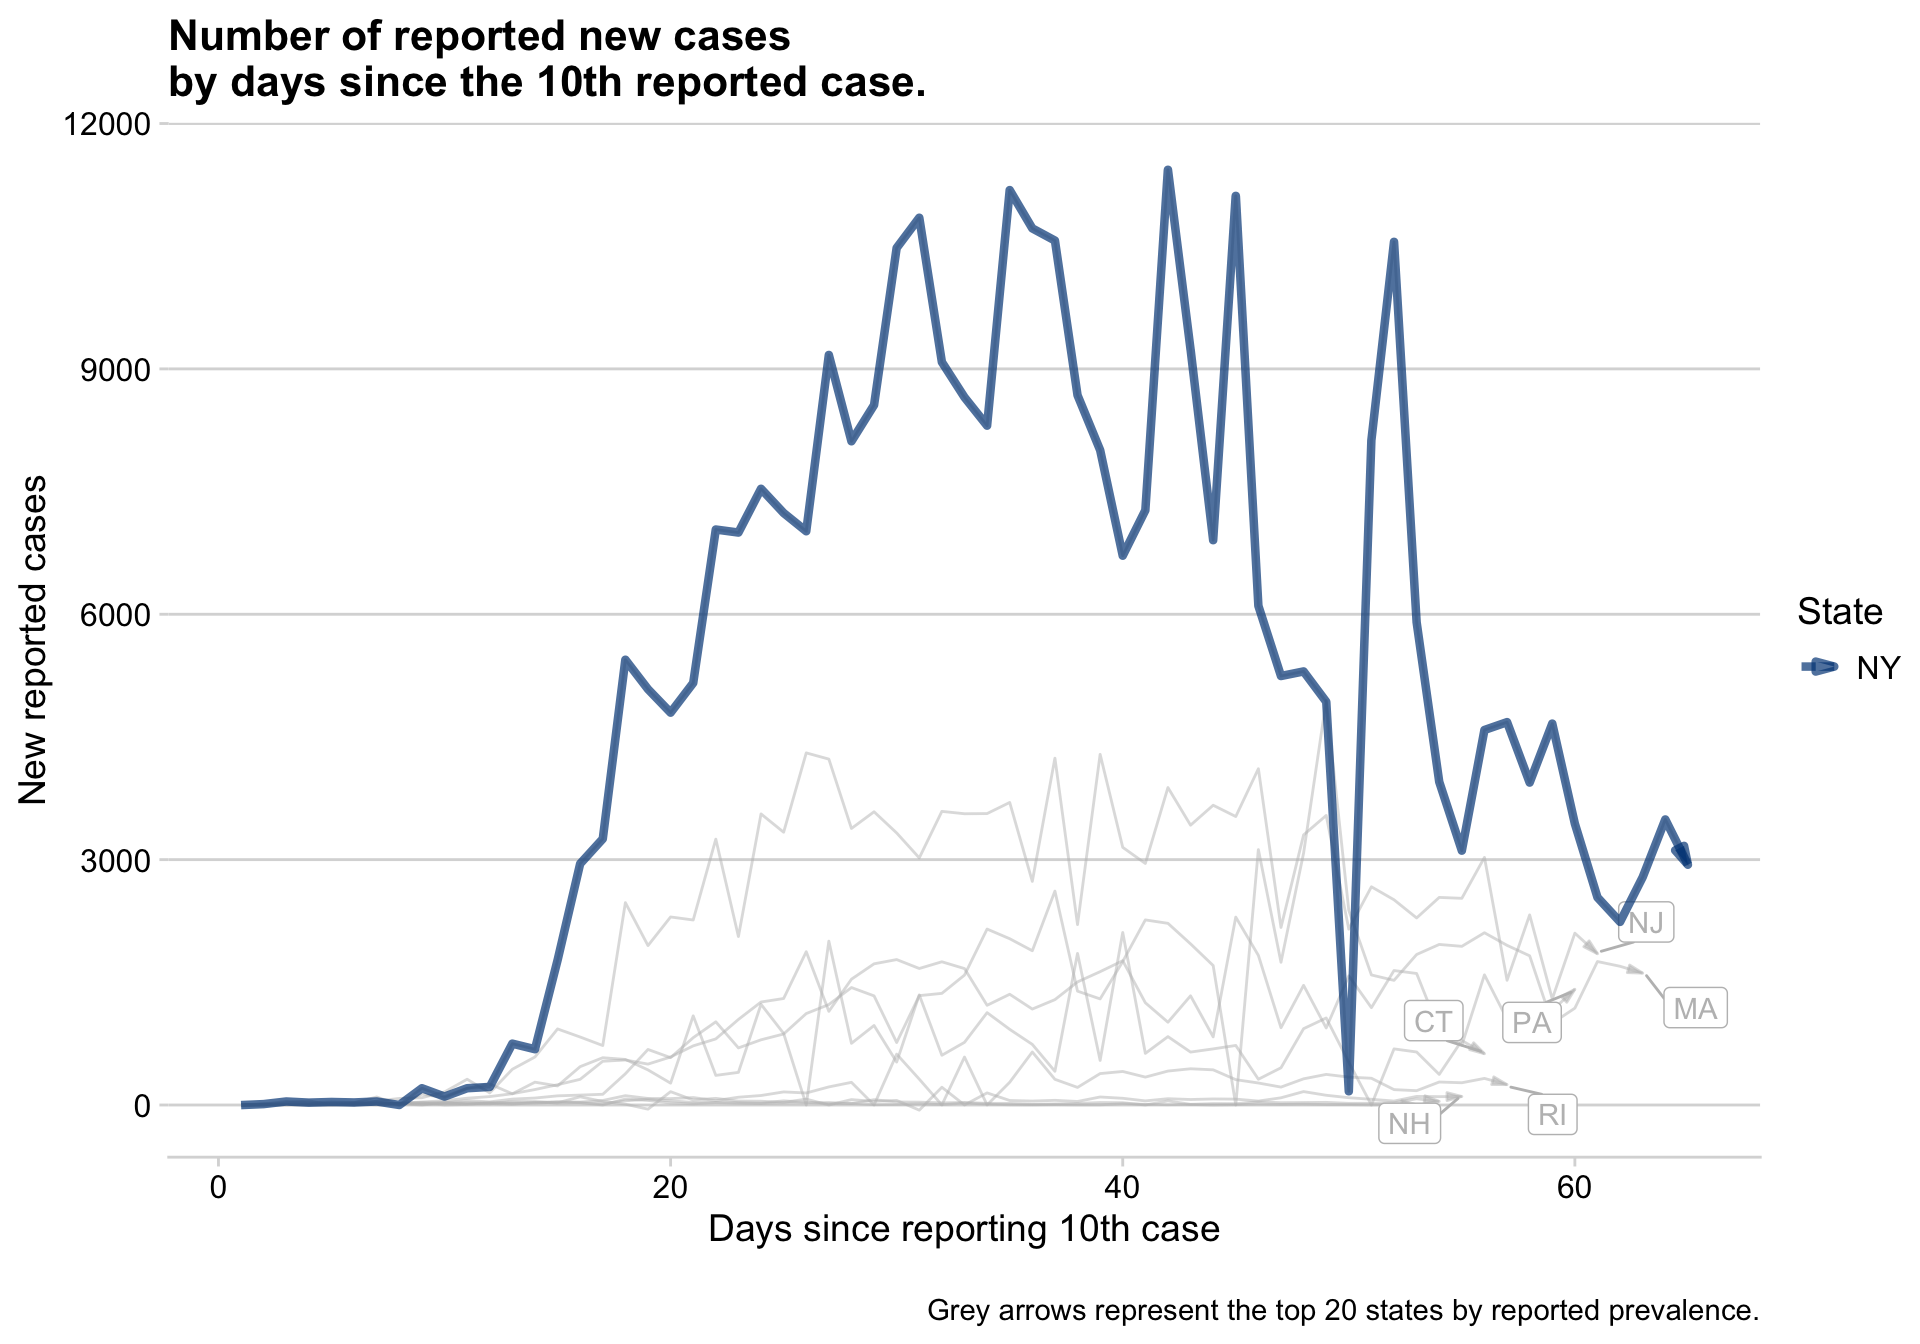 Number of reported new cases
by days since the 10th reported case.
12000
9000
6000
3000
0
New reported cases
NJ
MA
CT
PA
NH
RI
State
NY
0 20 40 60
Days since reporting 10th case
Grey arrows represent the top 20 states by reported prevalence.